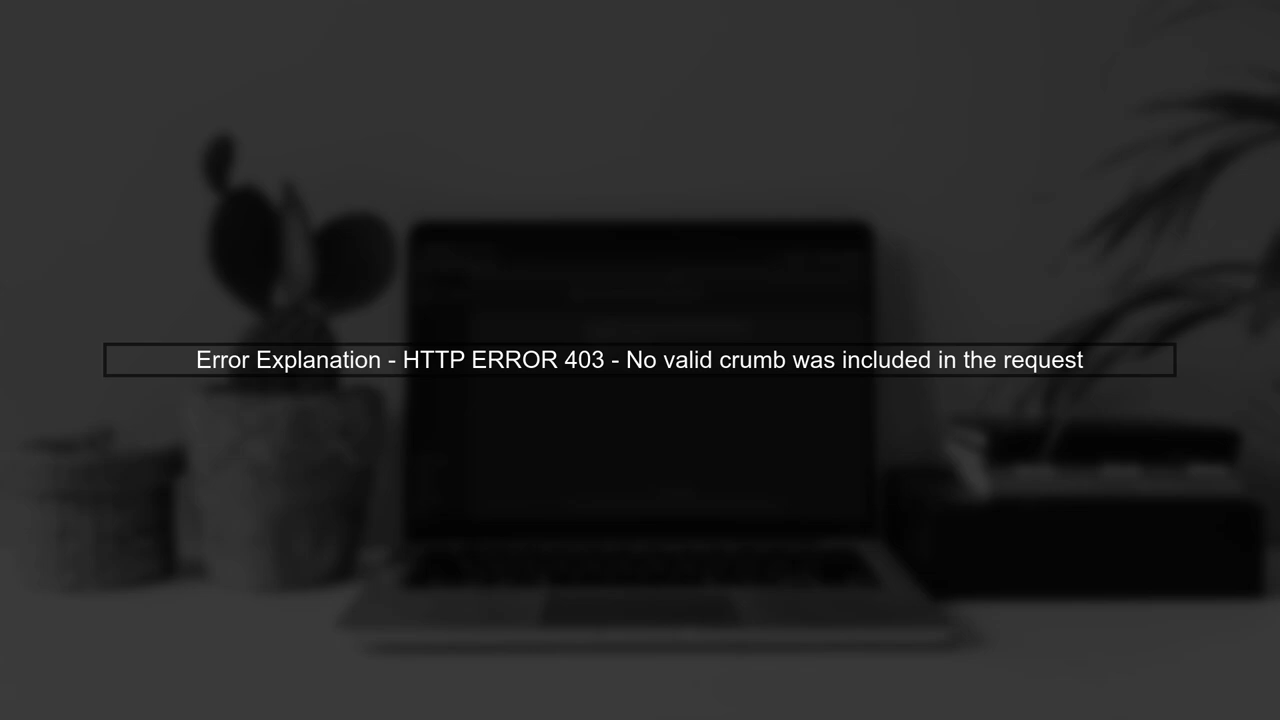 Error Explanation - HTTP ERROR 403 - No valid crumb was included in the request